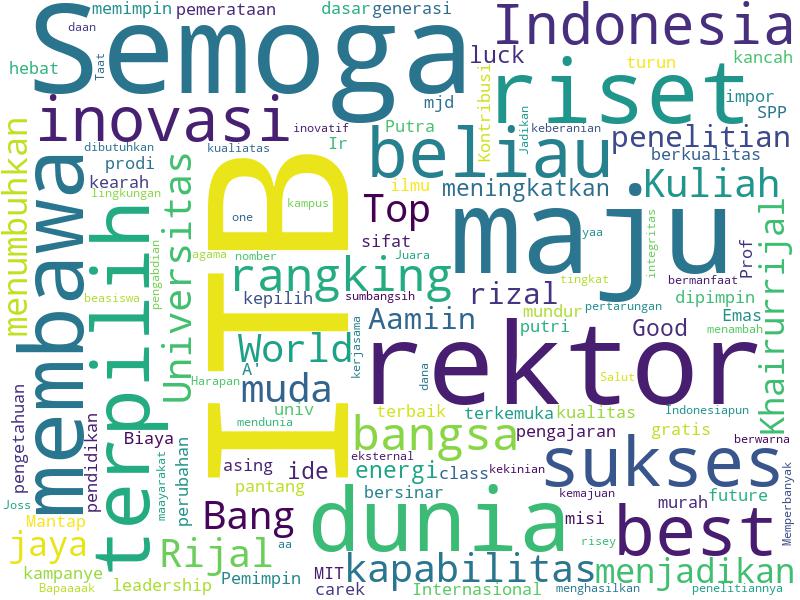 daan
memimpin
pemerataan
dasar
generasi
Indonesia
Semoga
Taat
hebat
luck
turun
kancah
riset
impor
SPP
mjd
inovasi
inovatif
Putra
Ir
Kontribusi
Jadikan
keberanian
penelitian
dibutuhkan
kualiatas
beliau
berkualitas
prodi
kearah
lingkungan
menumbuhkan
membawa
terpilih
Universitas
pengabdian
ITB
one
kampus
ilmu
meningkatkan
Kuliah
Top
maju
yaa
integritas
Prof
Khairurrijal
sifat
agama
nomber
Juara
rangking
rizal
tingkat
bermanfaat
beasiswa
kepilih
sumbangsih
pertarungan
dipimpin
mundur
Emas
Aamiin
putri
Good
menambah
World
kerjasama
rektor
A'
Harapan
muda
dana
Salut
univ
mendunia
terbaik
terkemuka
kualitas
Indonesiapun
pengetahuan
pendidikan
Biaya
perubahan
bangsa
pengajaran
gratis
berwarna
maayarakat
asing
ide
eksternal
energi
class
kekinian
sukses
Memperbanyak
pantang
bersinar
kemajuan
murah
future
Joss
Bang
dunia
misi
best
Mantap
jaya
Rijal
aa
risey
kapabilitas
menjadikan
kampanye
Bapaaaak
leadership
Pemimpin
MIT
carek
Internasional
menghasilkan
penelitiannya